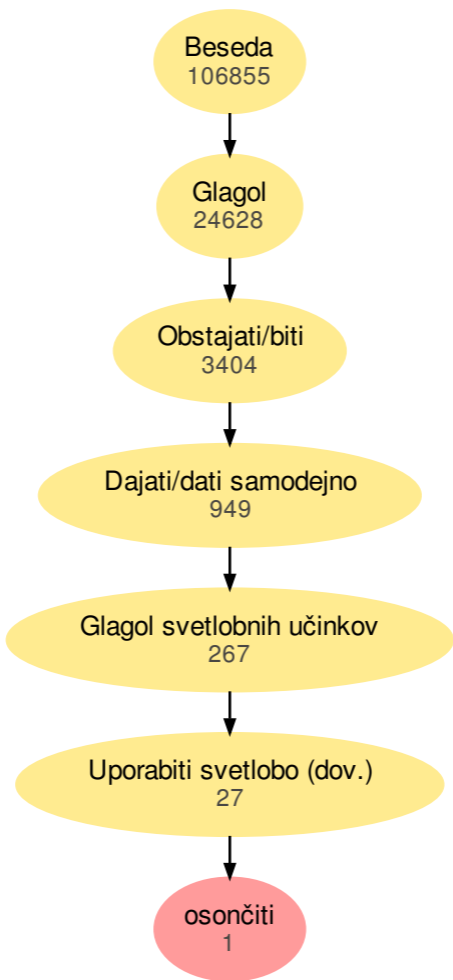 Beseda
106855
Glagol
24628
Obstajati/biti
3404
Dajati/dati samodejno
949
Glagol svetlobnih učinkov
267
Uporabiti svetlobo (dov.)
27
osončiti
1